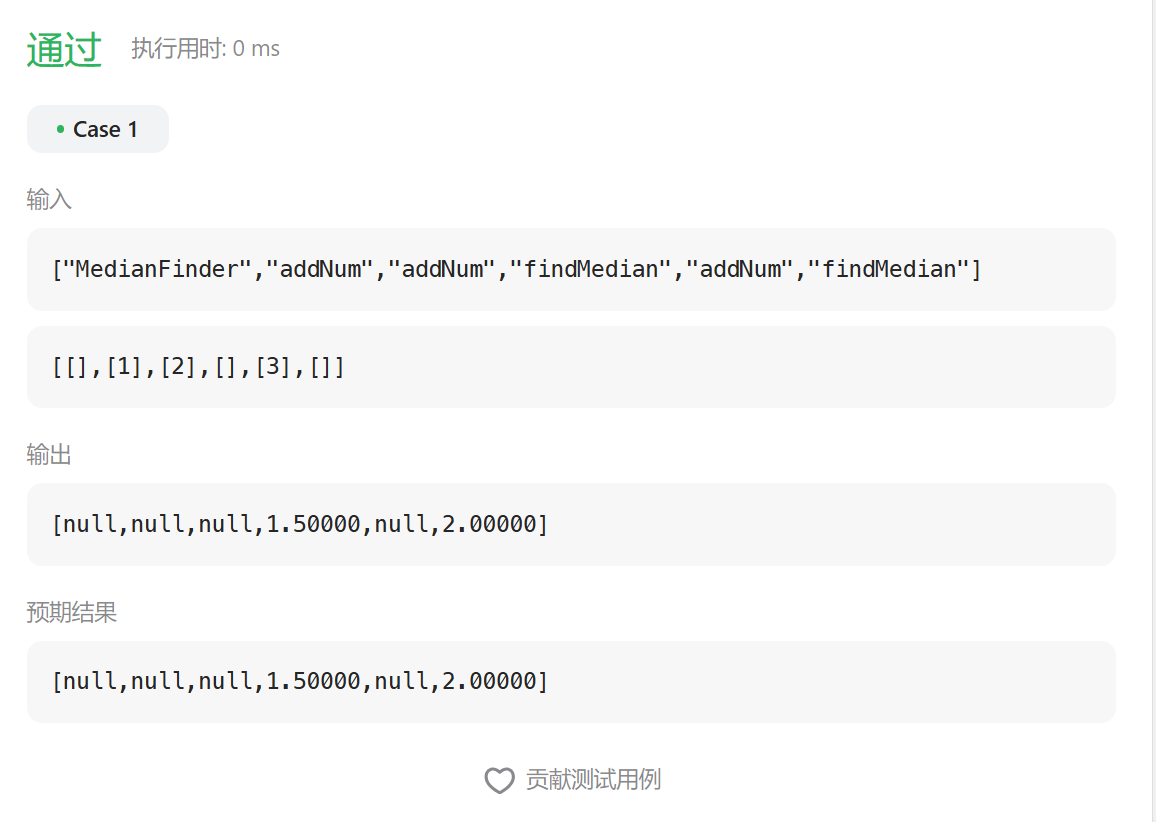 通过 执行用时: 0 ms
Case 1
输入
["MedianFinder","addNum","addNum","findMedian","addNum","findMedian"]
[[],[1],[2],[],[3],[]]
输出
[null,null,null,1.50000,null,2.00000]
预期结果
[null,null,null,1.50000,null,2.00000]
贡献测试用例